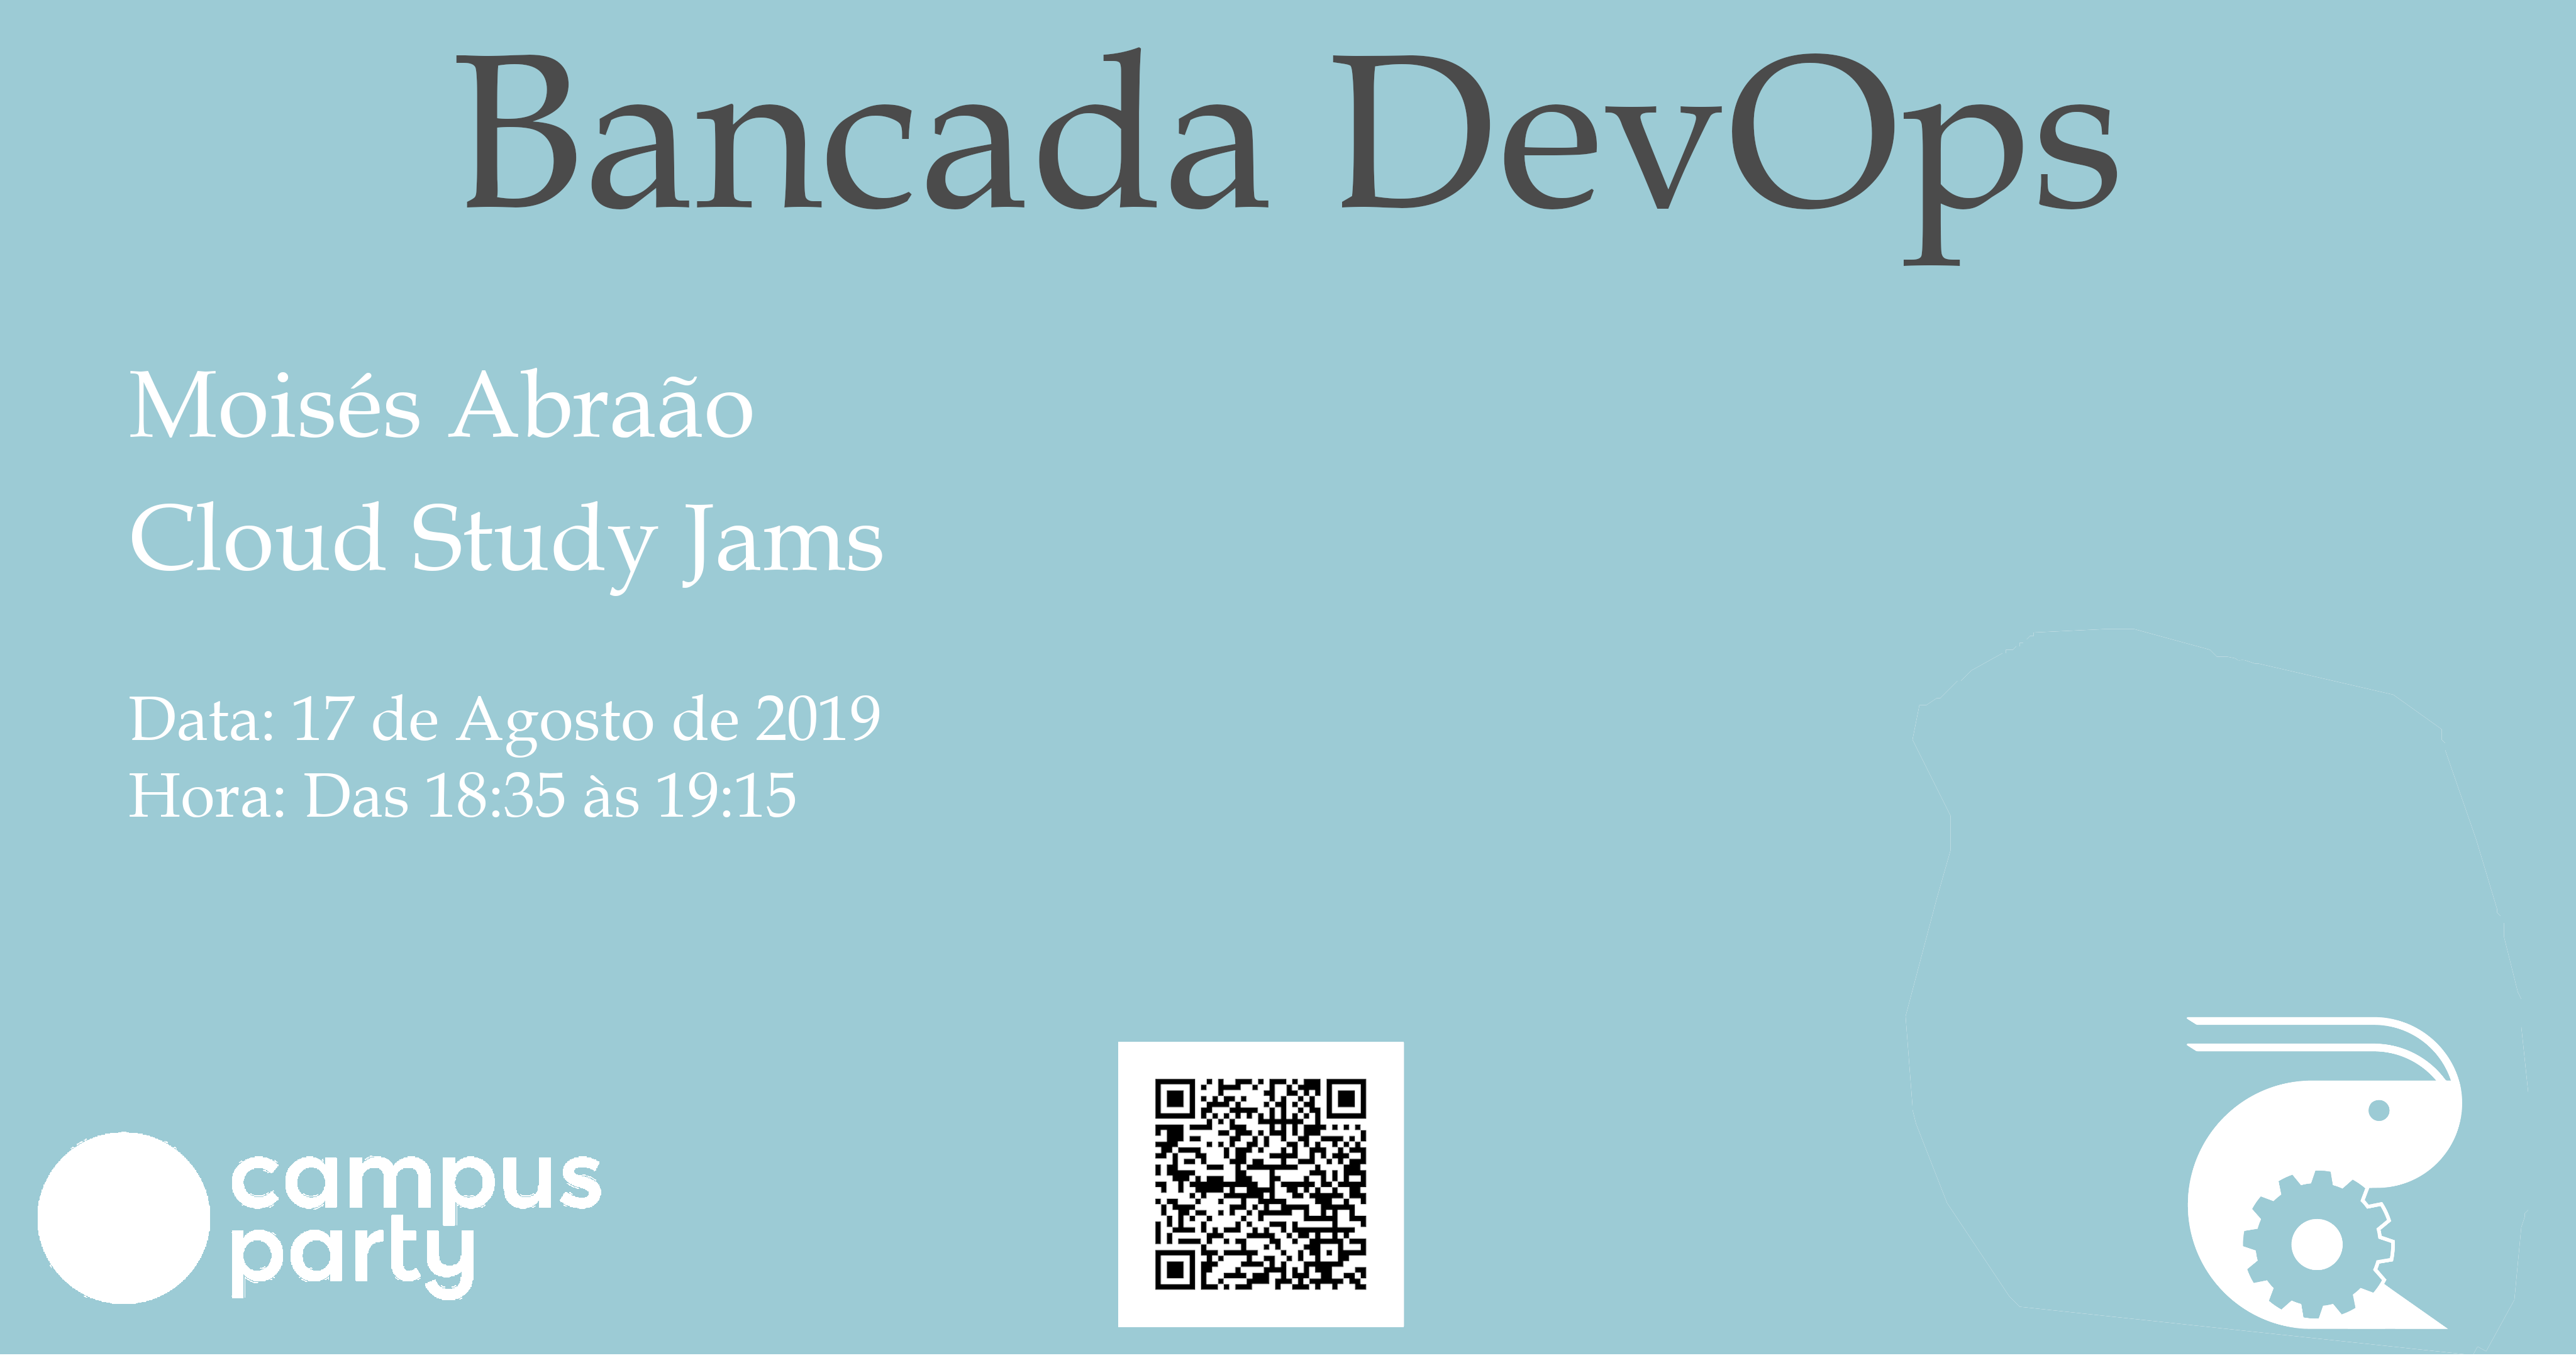 Bancada DevOps
Moisés Abraão
Cloud Study Jams
Data: 17 de Agosto de 2019
Hora: Das 18:35 às 19:15
campus
party